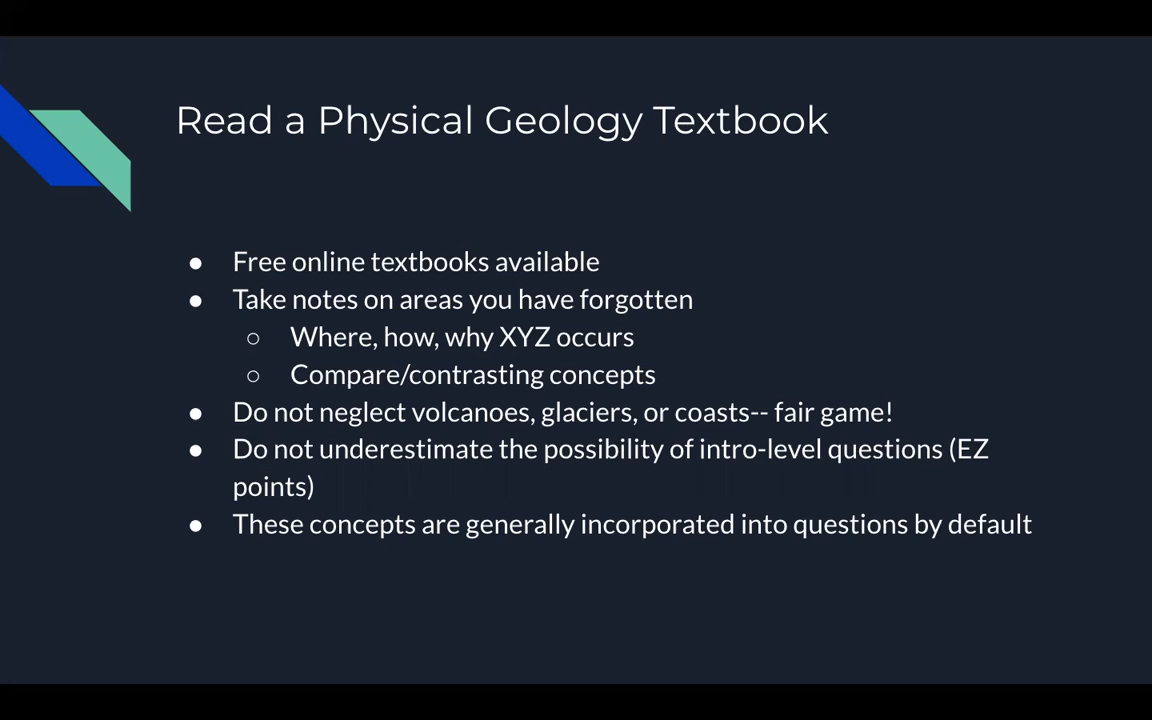 Read a Physical Geology Textbook
● Free online textbooks available
● Take notes on areas you have forgotten
○ Where, how, why XYZ occurs
○ Compare/contrasting concepts
● Do not neglect volcanoes, glaciers, or coasts-- fair game!
● Do not underestimate the possibility of intro-level questions (EZ
points)
● These concepts are generally incorporated into questions by default